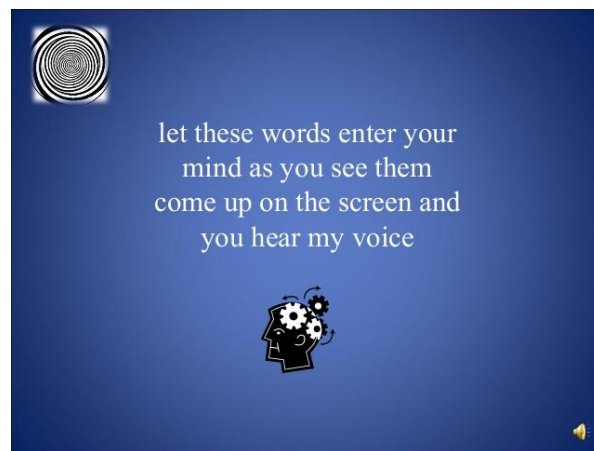 let these words enter your
mind as you see them
come up on the screen and
you hear my voice